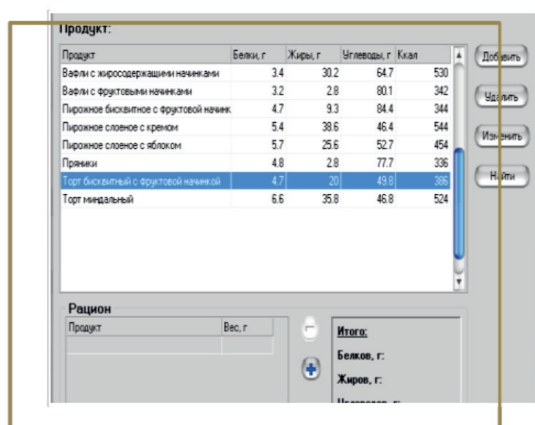 Продукт:
Продукт Белки, г Жиры, г Углеводы, г Ккал
Вафли с жиросодержащими начинками 3.4 30.2 64.7 530
Вафли с фруктовыми начинками 3.2 2.8 80.1 342
Пирожное бисквитное с фруктовой начинк 4.7 9.3 84.4 344
Пирожное слоеное с кремом 5.4 38.6 46.4 544
Пирожное слоеное с яблоком 5.7 25.6 52.7 454
Пряники 4.8 2.8 77.7 336
Торт бисквитный с фруктовой начинкой 4.7 20 49.8 386
Торт миндальный 6.6 35.8 46.8 524
Добавить
Удалить
Изменить
Найти
Рацион
Продукт Вес, г
Итого:
Белков, г:
Жиров, г:
Углеводов, г: